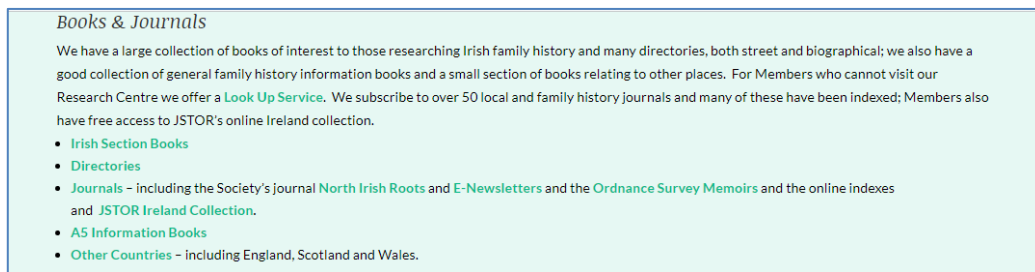 Books & Journals
We have a large collection of books of interest to those researching Irish family history and many directories, both street and biographical; we also have a
good collection of general family history information books and a small section of books relating to other places.  For Members who cannot visit our
Research Centre we offer a Look Up Service.  We subscribe to over 50 local and family history journals and many of these have been indexed; Members also
have free access to JSTOR's online Ireland collection.
• Irish Section Books
• Directories
• Journals – including the Society's journal North Irish Roots and E-Newsletters and the Ordnance Survey Memoirs and the online indexes
and  JSTOR Ireland Collection.
• A5 Information Books
• Other Countries – including England, Scotland and Wales.